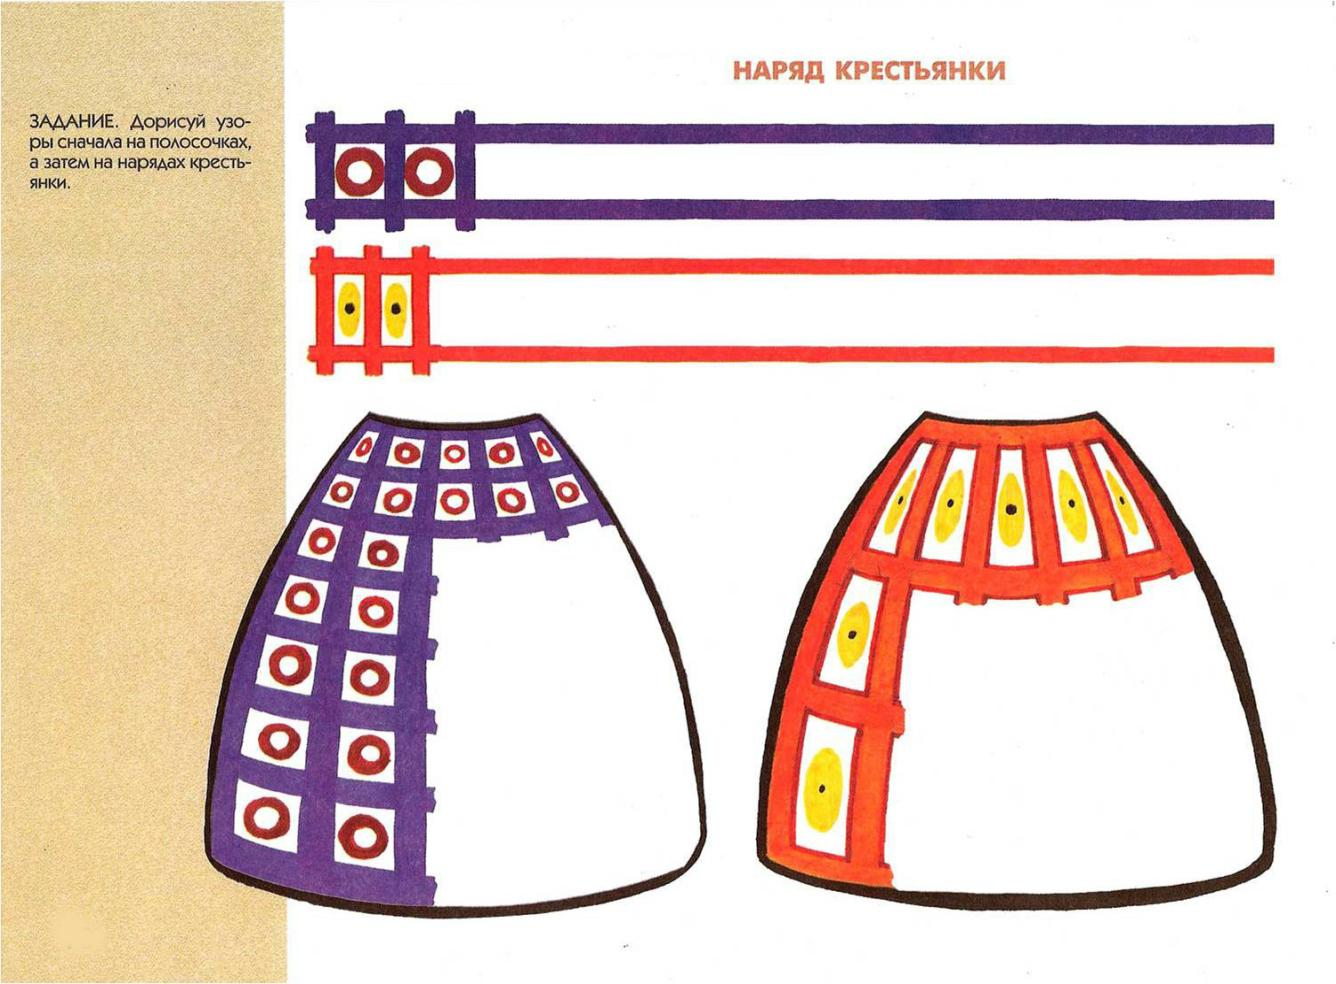 НАРЯД КРЕСТЬЯНКИ
ЗАДАНИЕ. Дорисуй узо-
ры сначала на полосочках,
а затем на нарядах кресть-
янки.